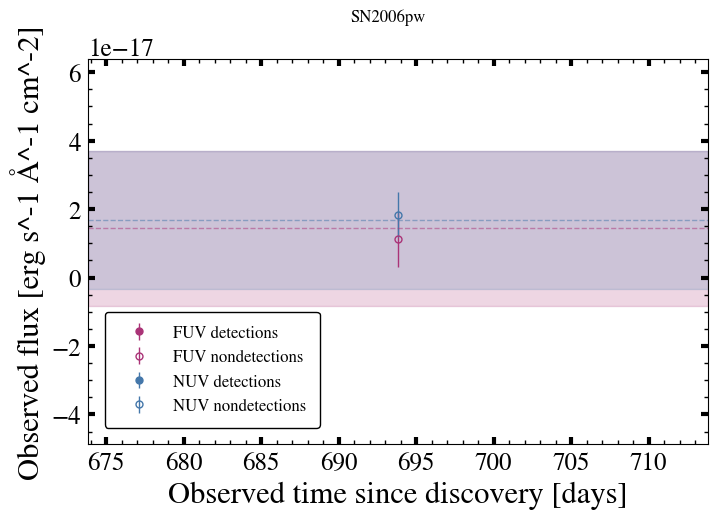 SN2006pw
1e−17
6
4
2
0
−2
−4
Observed flux [erg s^-1 Å^-1 cm^-2]
FUV detections
FUV nondetections
NUV detections
NUV nondetections
675 680 685 690 695 700 705 710
Observed time since discovery [days]